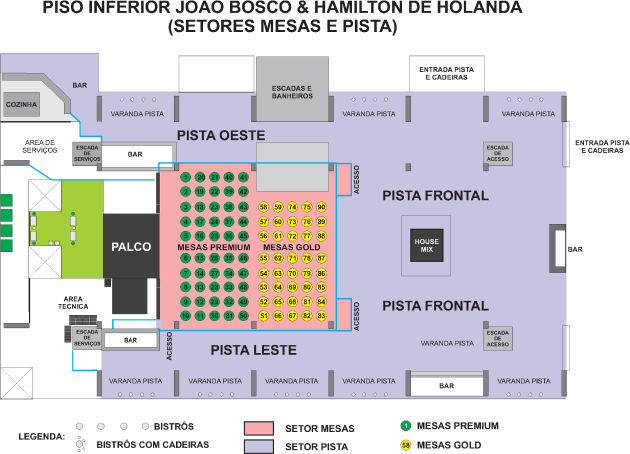 PISO INFERIOR JOAO BOSCO & HAMILTON DE HOLANDA
(SETORES MESAS E PISTA)
BAR
ESCADAS E
BANHEIROS
ENTRADA PISTA
E CADEIRAS
COZINHA
VARANDA PISTA
VARANDA PISTA
VARANDA PISTA
PISTA OESTE
AREA DE
SERVIÇOS
ESCADA
DE
SERVIÇOS
BAR
ESCADA
DE
ACESSO
ENTRADA PISTA
E CADEIRAS
ACESSO
PISTA FRONTAL
1 20 21 40 41
2 19 22 39 42
3 18 23 38 43
4 17 24 37 44
5 16 25 36 45
58 59 74 75 90
57 60 73 76 89
56 61 72 77 88
PALCO
MESAS PREMIUM
MESAS GOLD
HOUSE
MIX
BAR
6 15 26 35 46
7 14 27 34 47
8 13 28 33 48
9 12 29 32 49
10 11 30 31 50
55 62 71 78 87
54 63 70 79 86
53 64 69 80 85
52 65 68 81 84
51 66 67 82 83
AREA
TECNICA
PISTA FRONTAL
ESCADA
DE
SERVIÇOS
BAR
ACESSO
ACESSO
PISTA LESTE
VARANDA PISTA
ESCADA
DE
ACESSO
VARANDA PISTA
VARANDA PISTA
VARANDA PISTA
VARANDA PISTA
BAR
VARANDA PISTA
LEGENDA:
BISTRÔS
BISTRÔS COM CADEIRAS
SETOR MESAS
SETOR PISTA
1 MESAS PREMIUM
58 MESAS GOLD